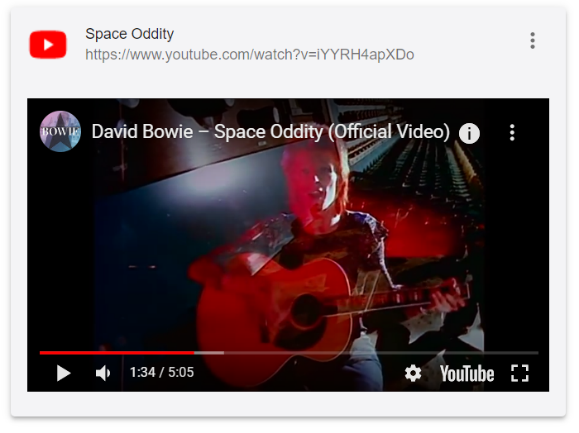 Space Oddity
https://www.youtube.com/watch?v=iYYRH4apXDo
BOWIE
David Bowie – Space Oddity (Official Video)
1:34 / 5:05
YouTube